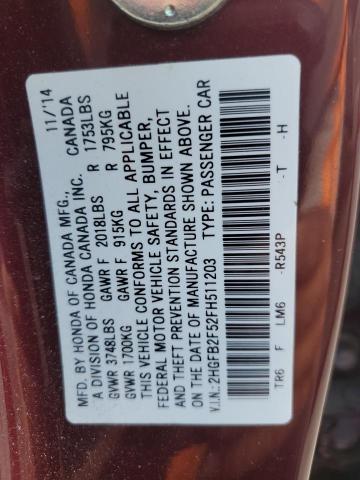 MFD. BY HONDA OF CANADA MFG., 11/'14
A DIVISION OF HONDA CANADA INC. CANADA
GVWR 3748LBS GAWR F 2018LBS R 1753LBS
GVWR 1700KG GAWR F 915KG R 795KG
THIS VEHICLE CONFORMS TO ALL APPLICABLE
FEDERAL MOTOR VEHICLE SAFETY, BUMPER,
AND THEFT PREVENTION STANDARDS IN EFFECT
ON THE DATE OF MANUFACTURE SHOWN ABOVE.
V.I.N.: 2HGFB2F52FH511203 TYPE: PASSENGER CAR
TR6 F LM6 -R543P -T -H